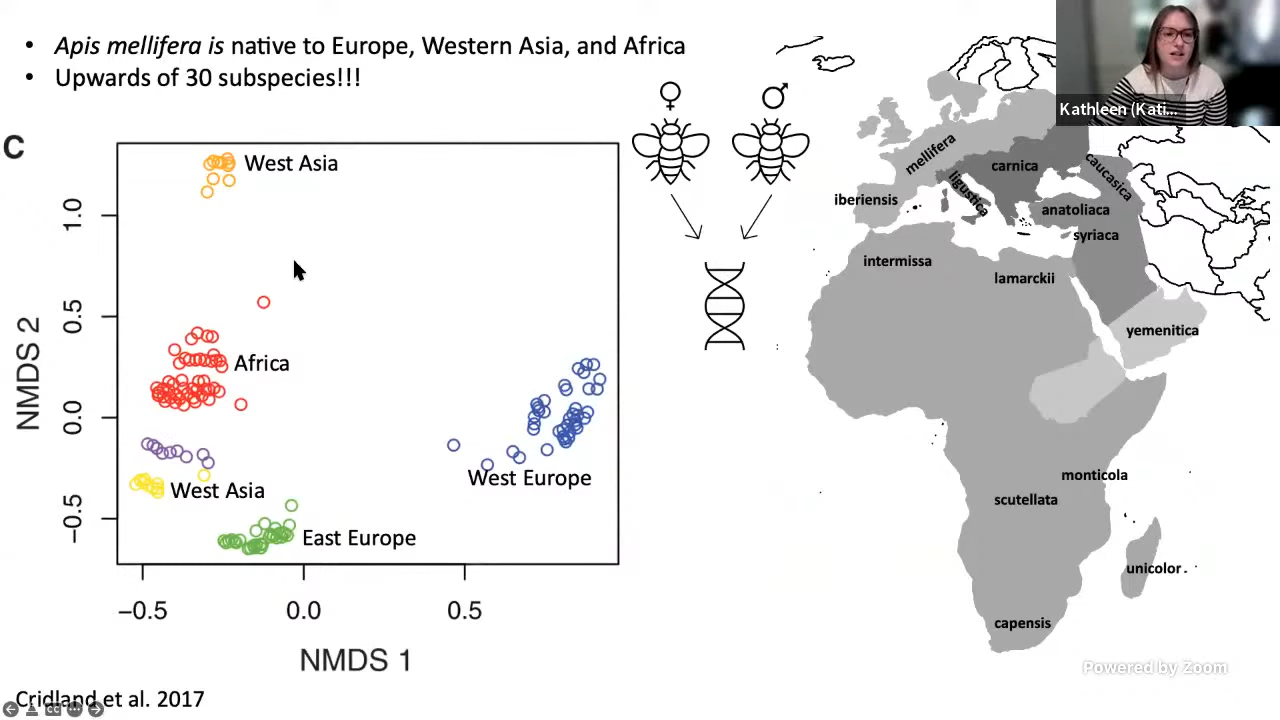 • Apis mellifera is native to Europe, Western Asia, and Africa
• Upwards of 30 subspecies!!!
Kathleen (Kati...
C
West Asia
Africa
West Asia
East Europe
West Europe
NMDS 2
1.0
0.5
0.0
−0.5
−0.5
0.0
0.5
NMDS 1
♀
♂
mellifera
carnica
caucasica
ligustica
iberiensis
anatoliaca
syriaca
intermissa
lamarckii
yemenitica
monticola
scutellata
unicolor
capensis
Powered by Zoom
Cridland et al. 2017
CC